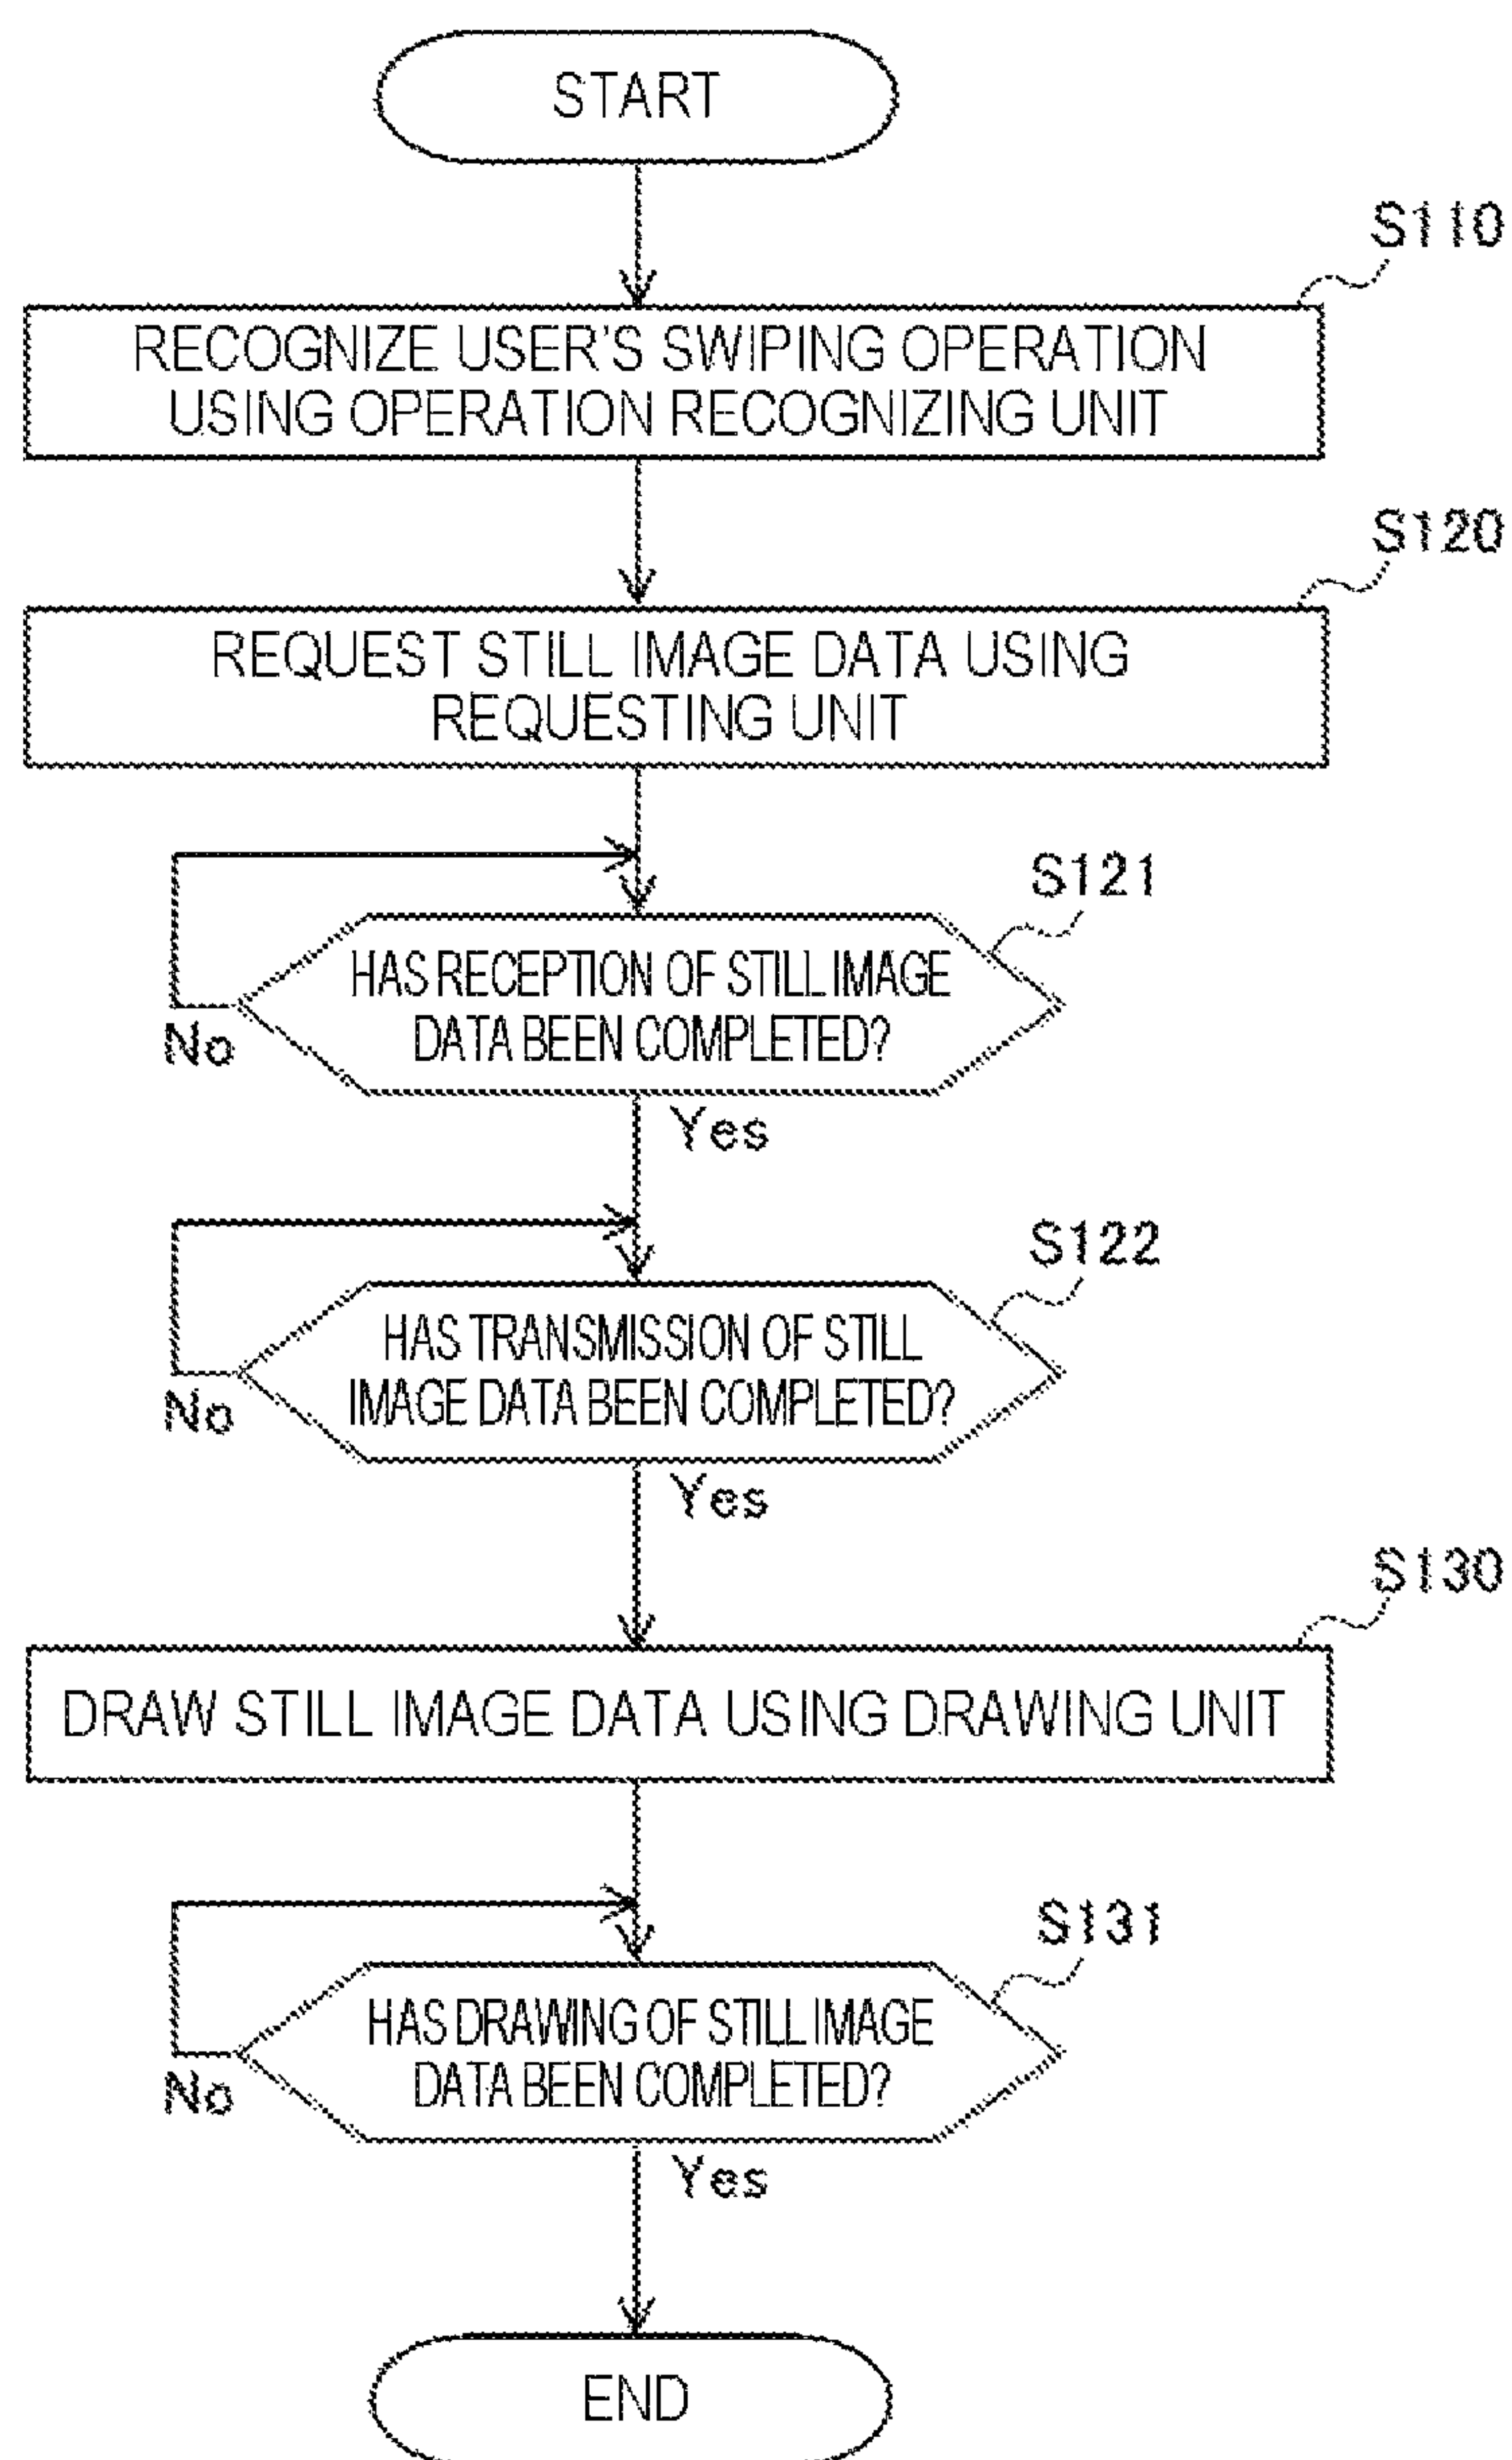 START
S110
RECOGNIZE USER'S SWIPING OPERATION
USING OPERATION RECOGNIZING UNIT
S120
REQUEST STILL IMAGE DATA USING
REQUESTING UNIT
S121
HAS RECEPTION OF STILL IMAGE
DATA BEEN COMPLETED?
No
Yes
S122
HAS TRANSMISSION OF STILL
IMAGE DATA BEEN COMPLETED?
No
Yes
S130
DRAW STILL IMAGE DATA USING DRAWING UNIT
S131
HAS DRAWING OF STILL IMAGE
DATA BEEN COMPLETED?
No
Yes
END